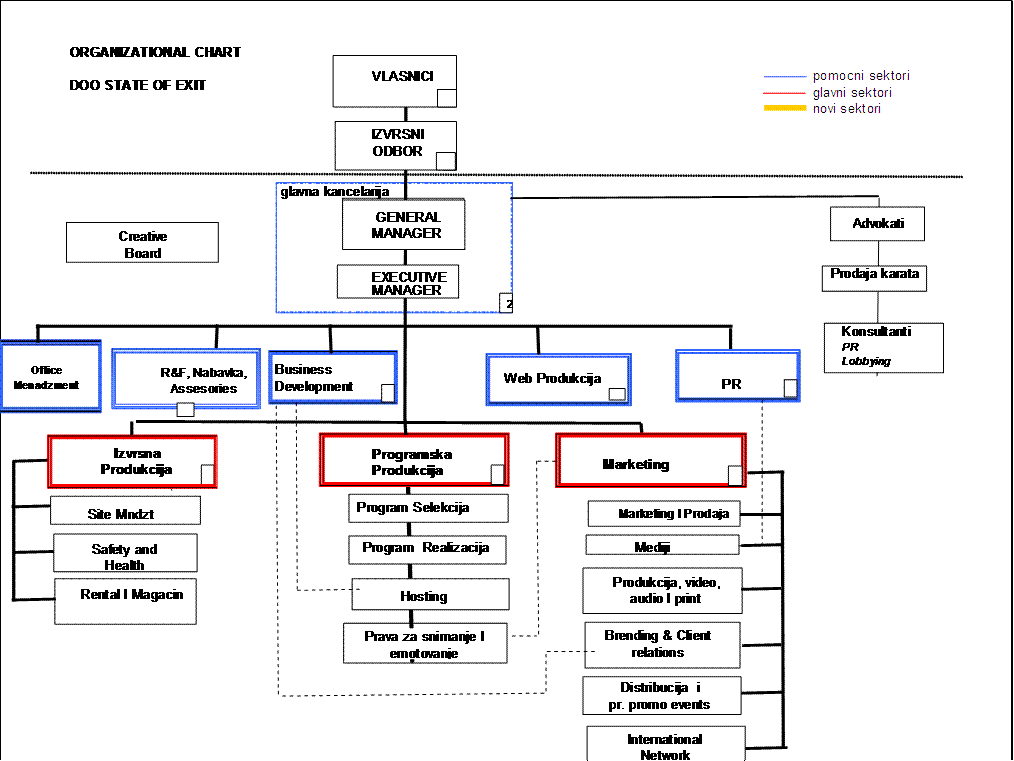 ORGANIZATIONAL CHART
DOO STATE OF EXIT
VLASNICI
pomocni sektori
glavni sektori
novi sektori
IZVRSNI
ODBOR
glavna kancelarija
GENERAL
MANAGER
EXECUTIVE
MANAGER
2
Creative
Board
Advokati
Prodaja karata
Konsultanti
PR
Lobbying
Office
Menadzment
R&F, Nabavka,
Assesories
Business
Development
Web Produkcija
PR
Izvrsna
Produkcija
Programska
Produkcija
Marketing
Site Mndzt
Safety and
Health
Rental I Magacin
Program Selekcija
Program Realizacija
Hosting
Prava za snimanje I
emotovanje
Marketing I Prodaja
Mediji
Produkcija, video,
audio I print
Brending & Client
relations
Distribucija i
pr. promo events
International
Network